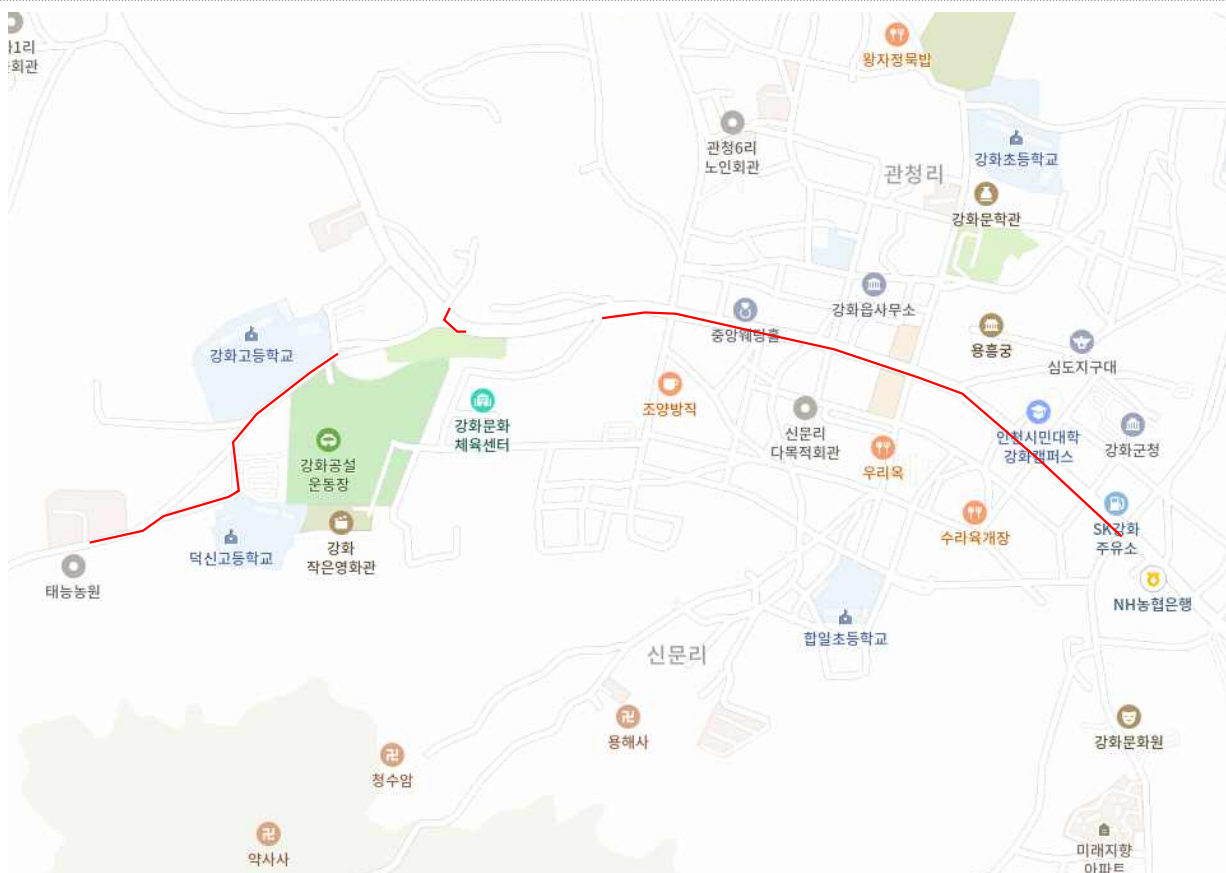 회관
왕자정묵밥
관청6리
노인회관
강화초등학교
관청리
강화문학관
강화읍사무소
중앙웨딩홀
용흥궁
심도지구대
강화고등학교
조양방직
강화문화
체육센터
신문리
다목적회관
인천시민대학
강화캠퍼스
강화군청
강화공설
운동장
우리옥
수라육개장
SK강화
주유소
덕신고등학교
강화
작은영화관
태능농원
NH농협은행
합일초등학교
신문리
용해사
강화문화원
청수암
약사사
미래지향
아파트